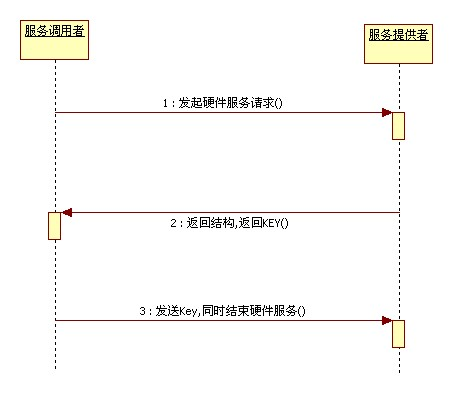 服务调用者
服务提供者
1 : 发起硬件服务请求()
2 : 返回结构,返回KEY()
3 : 发送Key,同时结束硬件服务()